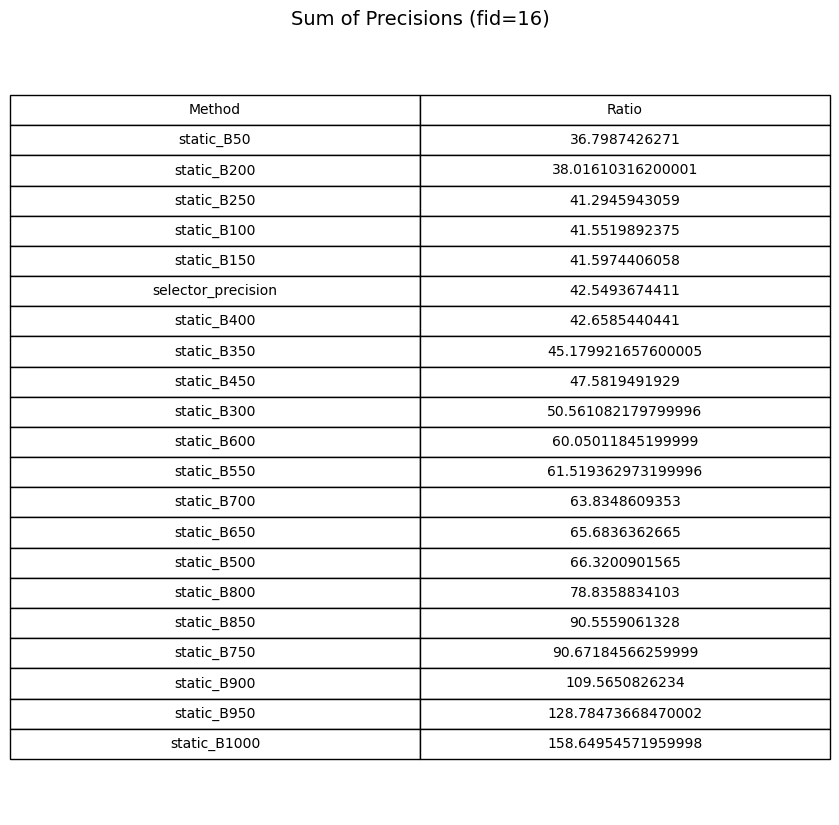 Sum of Precisions (fid=16)
Method Ratio
static_B50 36.7987426271
static_B200 38.01610316200001
static_B250 41.2945943059
static_B100 41.5519892375
static_B150 41.5974406058
selector_precision 42.5493674411
static_B400 42.6585440441
static_B350 45.179921657600005
static_B450 47.5819491929
static_B300 50.561082179799996
static_B600 60.05011845199999
static_B550 61.519362973199996
static_B700 63.8348609353
static_B650 65.6836362665
static_B500 66.3200901565
static_B800 78.8358834103
static_B850 90.5559061328
static_B750 90.67184566259999
static_B900 109.5650826234
static_B950 128.78473668470002
static_B1000 158.64954571959998